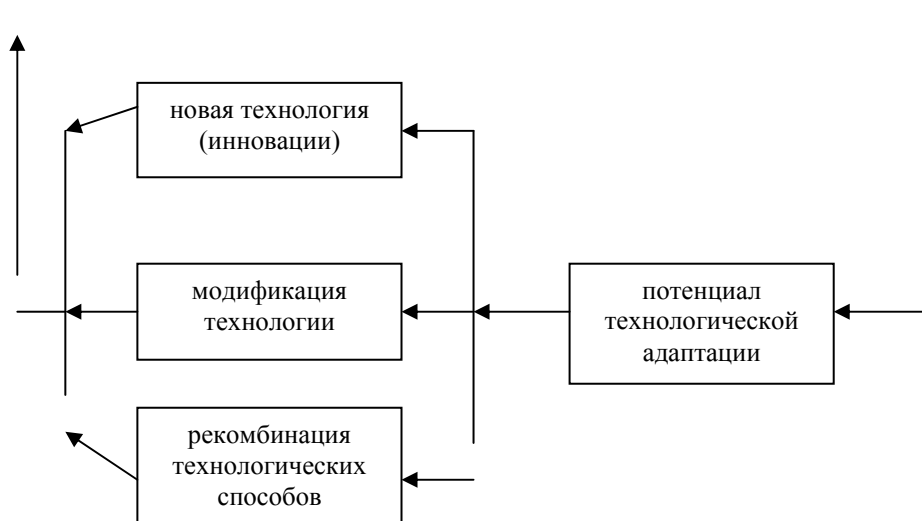 новая технология
(инновации)
модификация
технологии
потенциал
технологической
адаптации
рекомбинация
технологических
способов